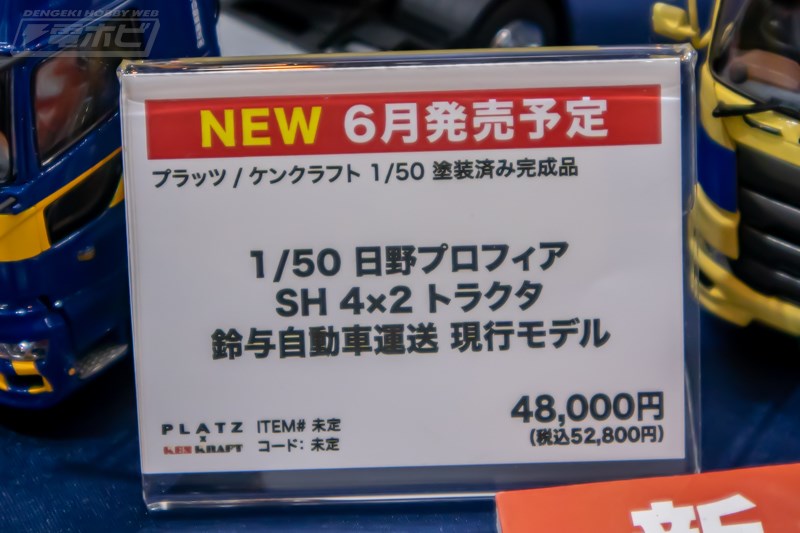 DENGEKI HOBBY WEB
電ホビ
NEW 6月発売予定
プラッツ / ケンクラフト 1/50 塗装済み完成品
1/50 日野プロフィア
SH 4×2 トラクタ
鈴与自動車運送 現行モデル
48,000円
(税込52,800円)
PLATZ
x
KEN KRAFT
ITEM# 未定
コード: 未定
新